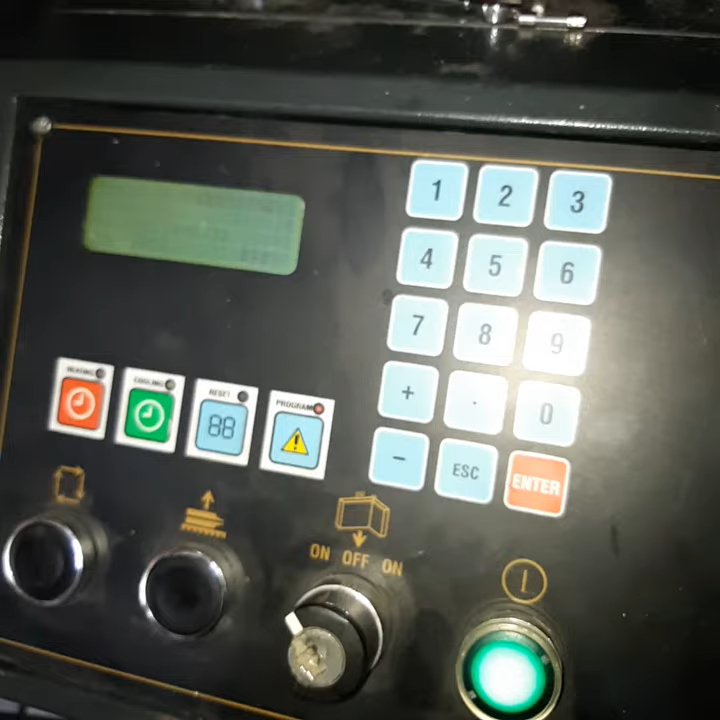 1 2 3
4 5 6
7 8 9
+ . 0
- ESC ENTER
HEATING COOLING RESET PROGRAM
88
ON OFF ON